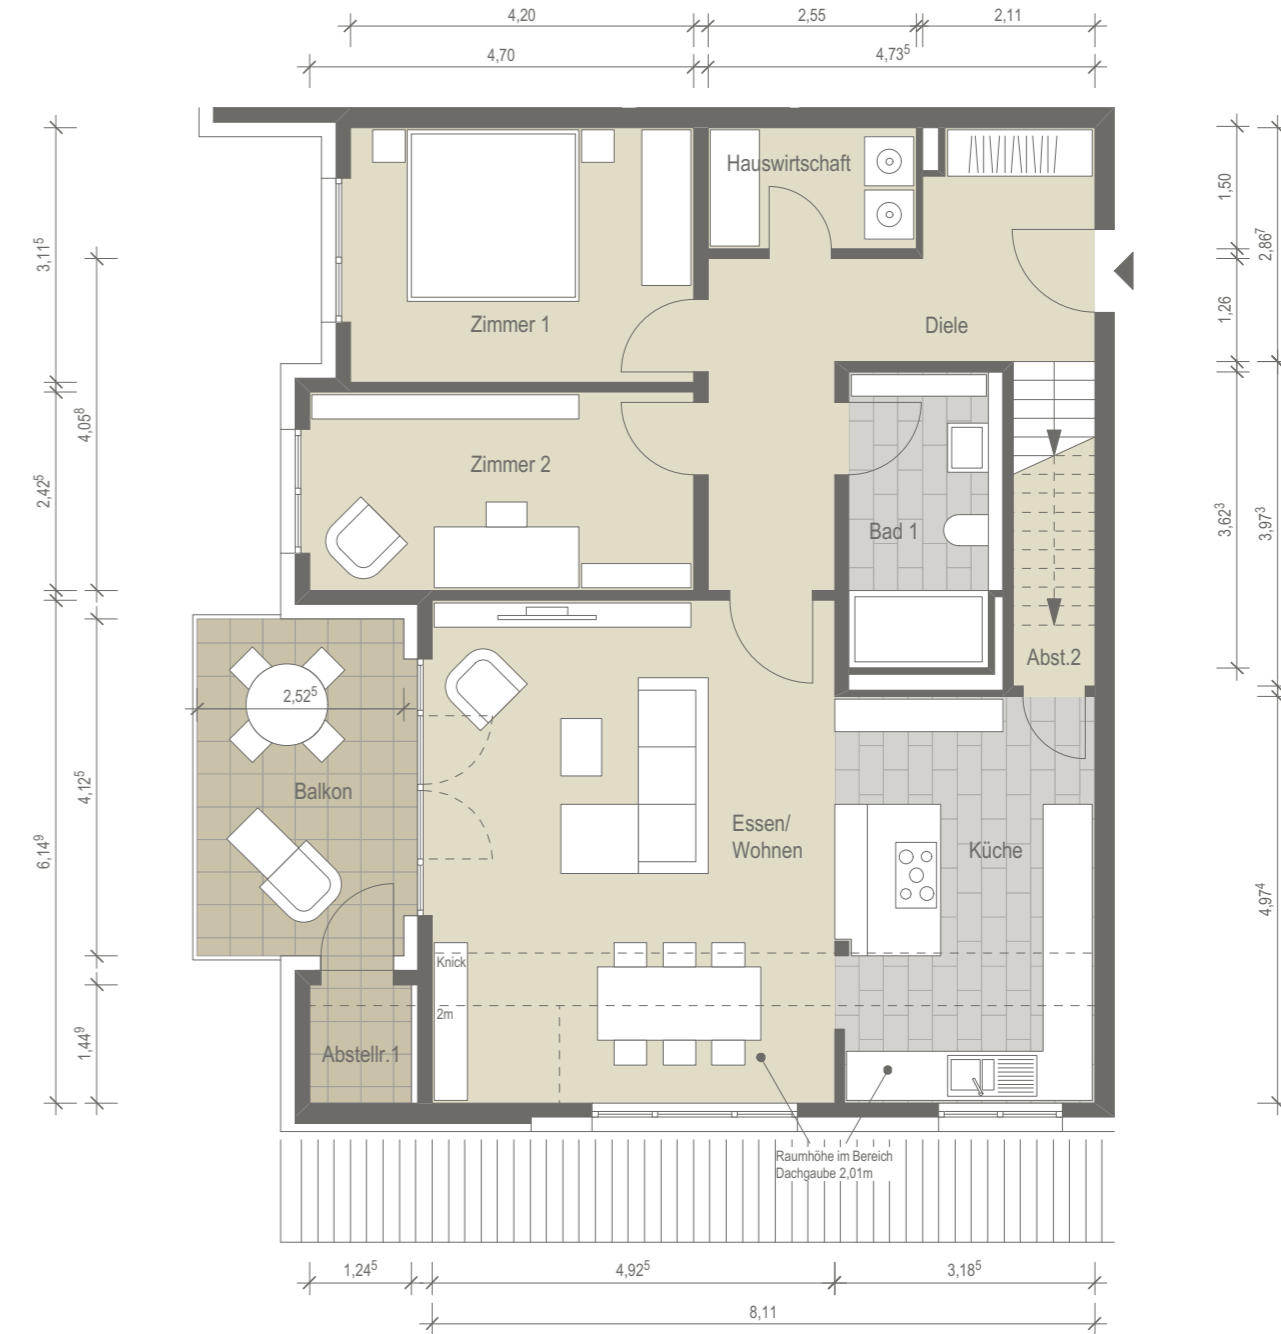 4,20
2,55
2,11
4,70
4,73⁵
Hauswirtschaft
1,50
2,86⁷
3,11⁵
Zimmer 1
Diele
1,26
4,05⁸
Zimmer 2
2,42⁵
Bad 1
3,62³
3,97³
Abst.2
2,52⁵
Balkon
4,12⁵
Essen/
Wohnen
Küche
6,14⁹
4,97⁴
Knick
2m
1,44⁹
Abstellr.1
Raumhöhe im Bereich
Dachgaube 2,01m
1,24⁵
4,92⁵
3,18⁵
8,11